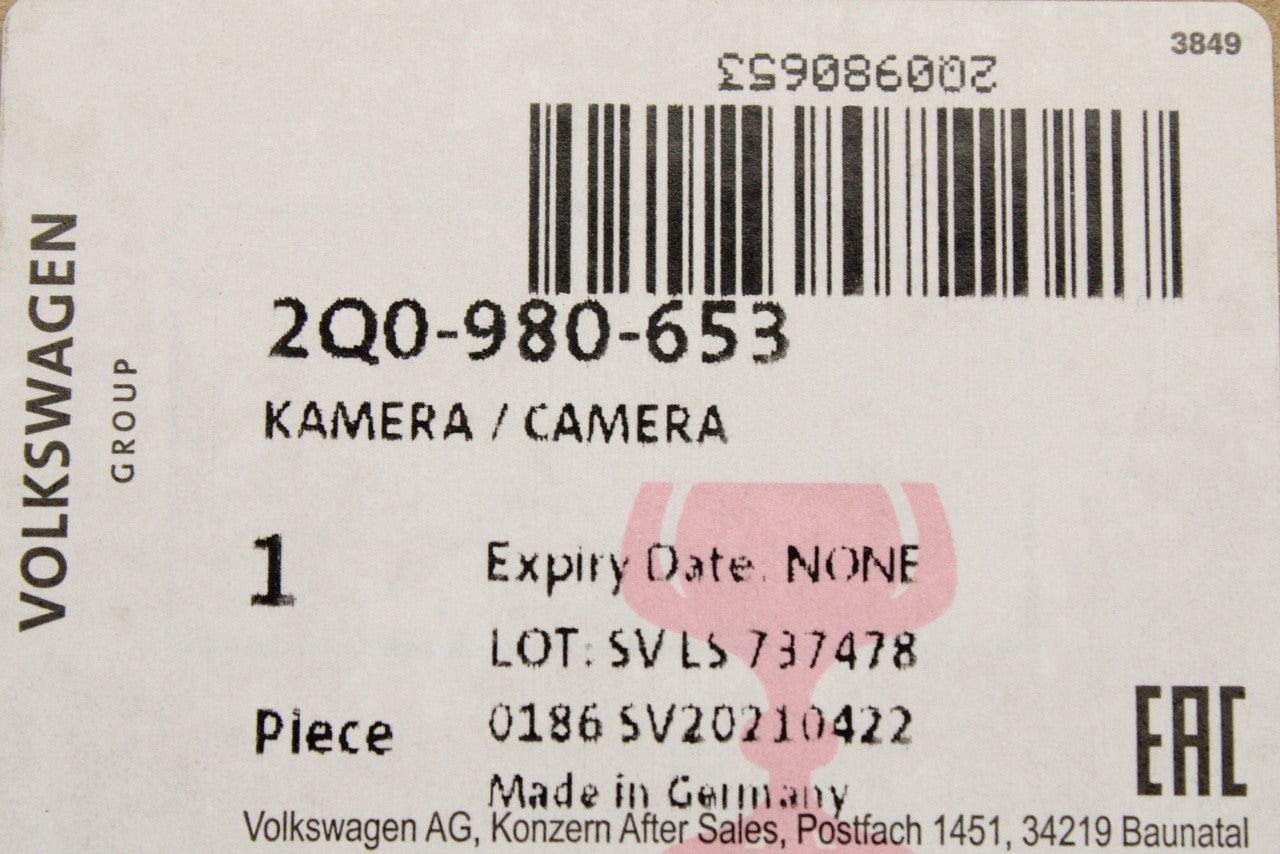 3849
2Q0980653
2Q0-980-653
KAMERA / CAMERA
1
Expiry Date: NONE
LOT: SV LS 737478
Piece
0186 SV20210422
Made in Germany
EAC
Volkswagen AG, Konzern After Sales, Postfach 1451, 34219 Baunatal
VOLKSWAGEN
GROUP